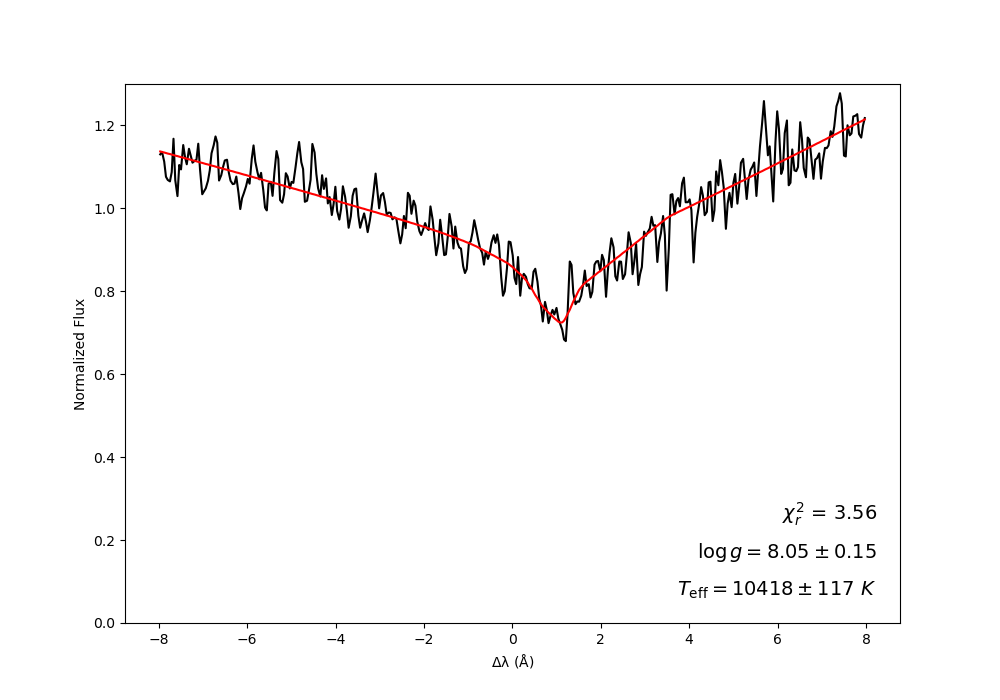 1.2
1.0
0.8
0.6
0.4
0.2
0.0
Normalized Flux
χ²ᵣ = 3.56
log g = 8.05 ± 0.15
T_eff = 10418 ± 117 K
−8 −6 −4 −2 0 2 4 6 8
Δλ (Å)